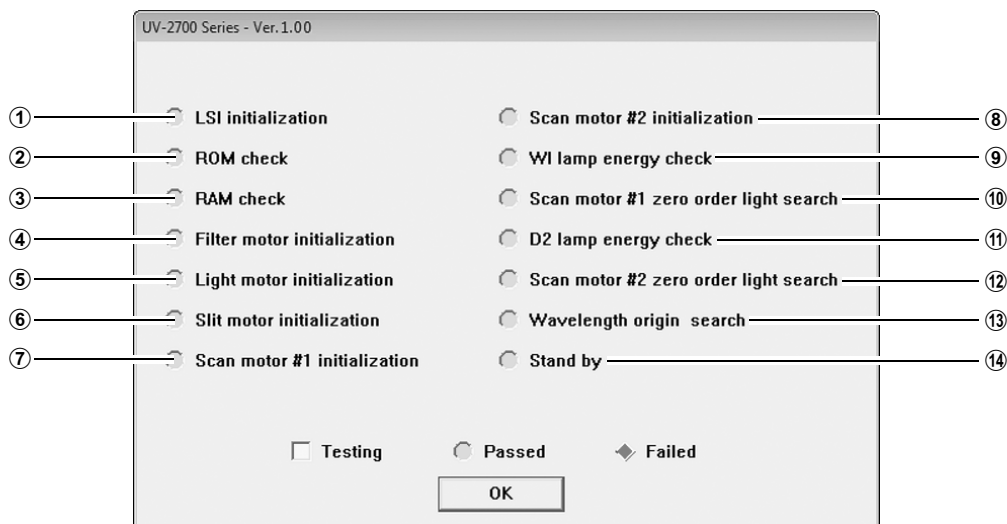 UV-2700 Series - Ver.1.00
① LSI initialization
② ROM check
③ RAM check
④ Filter motor initialization
⑤ Light motor initialization
⑥ Slit motor initialization
⑦ Scan motor #1 initialization
Scan motor #2 initialization ⑧
WI lamp energy check ⑨
Scan motor #1 zero order light search ⑩
D2 lamp energy check ⑪
Scan motor #2 zero order light search ⑫
Wavelength origin search ⑬
Stand by ⑭
Testing Passed Failed
OK